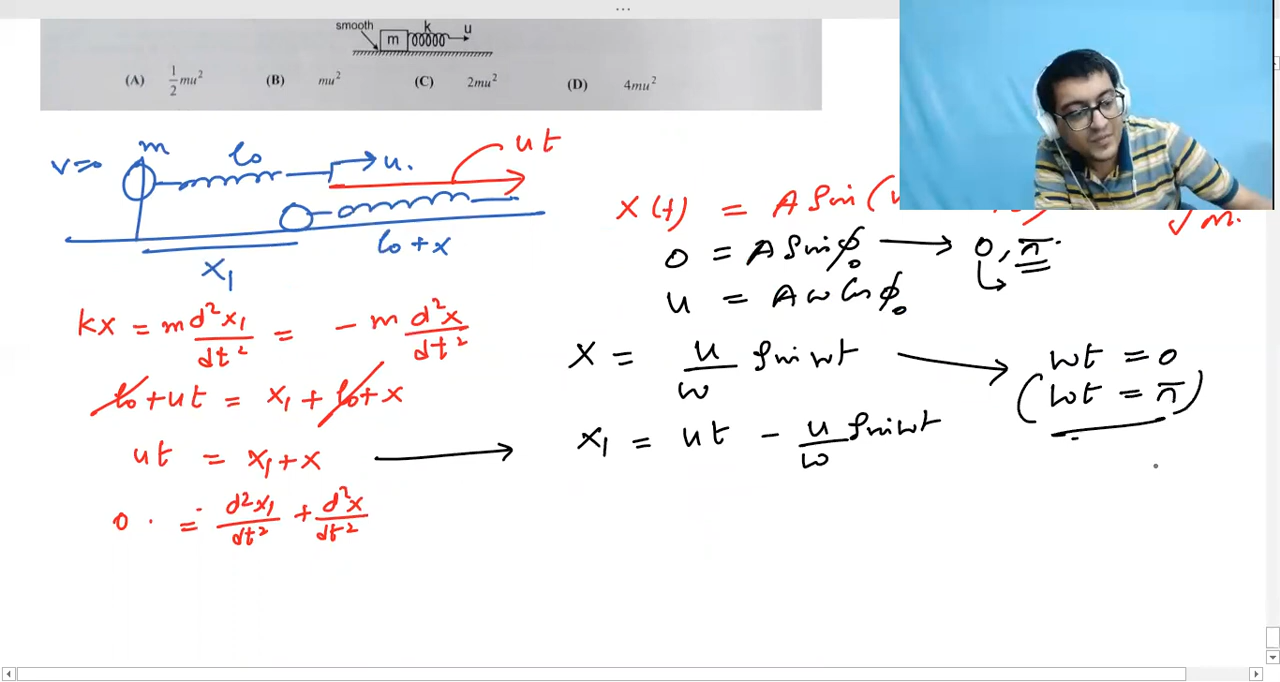 smooth k u
m
(A) 1/2 mu² (B) mu² (C) 2mu² (D) 4mu²
v=0 m l₀ u. ut
x₁ l₀+x
kx = m d²x₁/dt² = -m d²x/dt²
l₀+ut = x₁+l₀+x
ut = x₁+x
0 = d²x₁/dt² + d²x/dt²
x(t) = A sin(
0 = A sin φ₀ → 0, π
u = Aω cos φ₀
x = u/ω sin ωt → ωt = 0
(ωt = π)
x₁ = ut - u/ω sin ωt